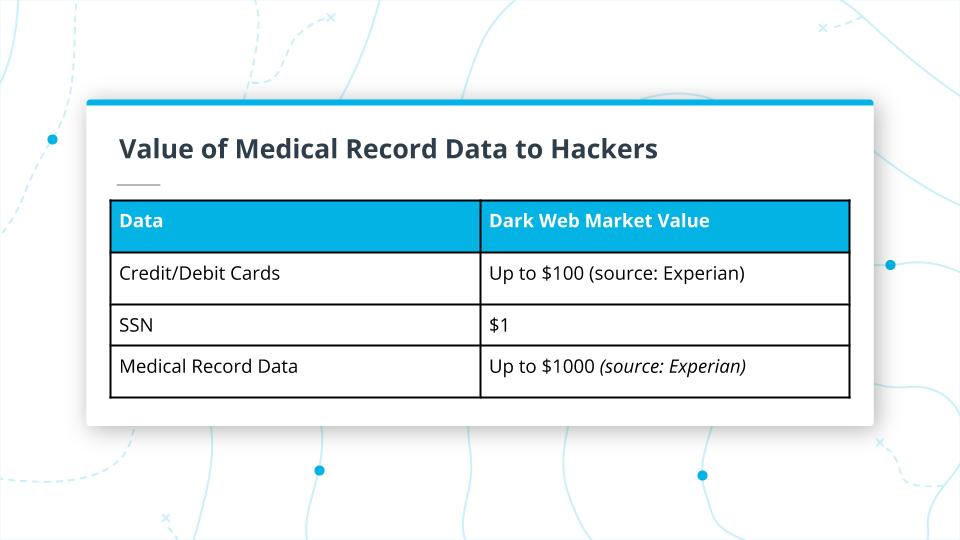 Value of Medical Record Data to Hackers
Data
Dark Web Market Value
Credit/Debit Cards
Up to $100 (source: Experian)
SSN
$1
Medical Record Data
Up to $1000 (source: Experian)